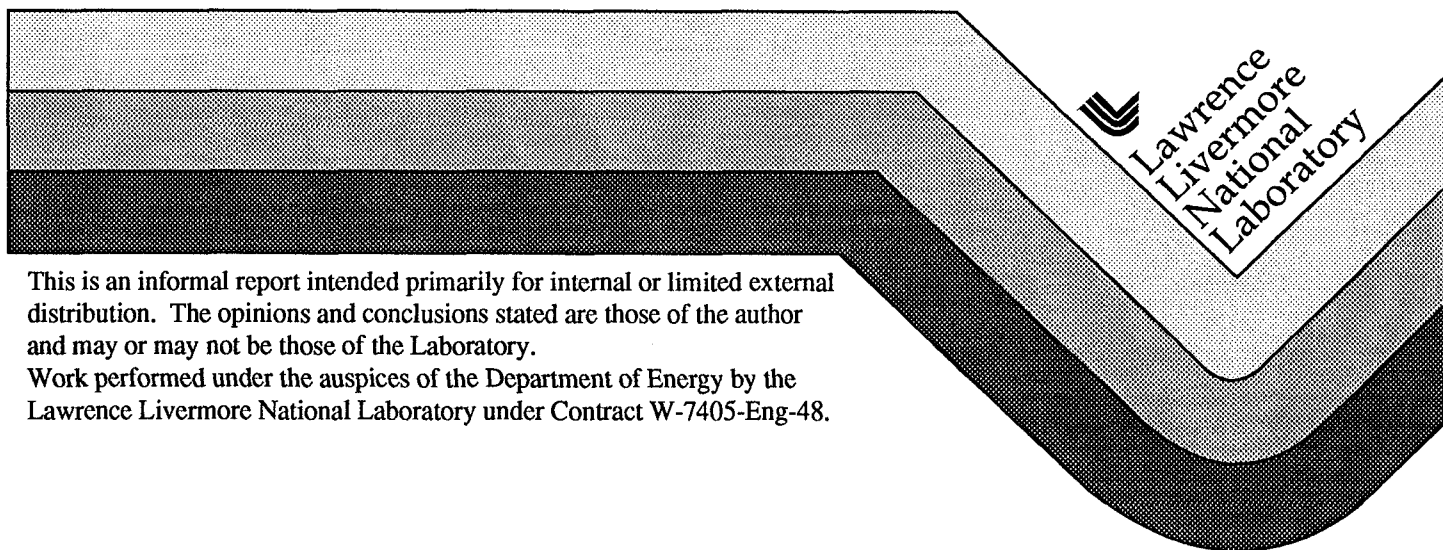 Lawrence
Livermore
National
Laboratory
This is an informal report intended primarily for internal or limited external
distribution. The opinions and conclusions stated are those of the author
and may or may not be those of the Laboratory.
Work performed under the auspices of the Department of Energy by the
Lawrence Livermore National Laboratory under Contract W-7405-Eng-48.